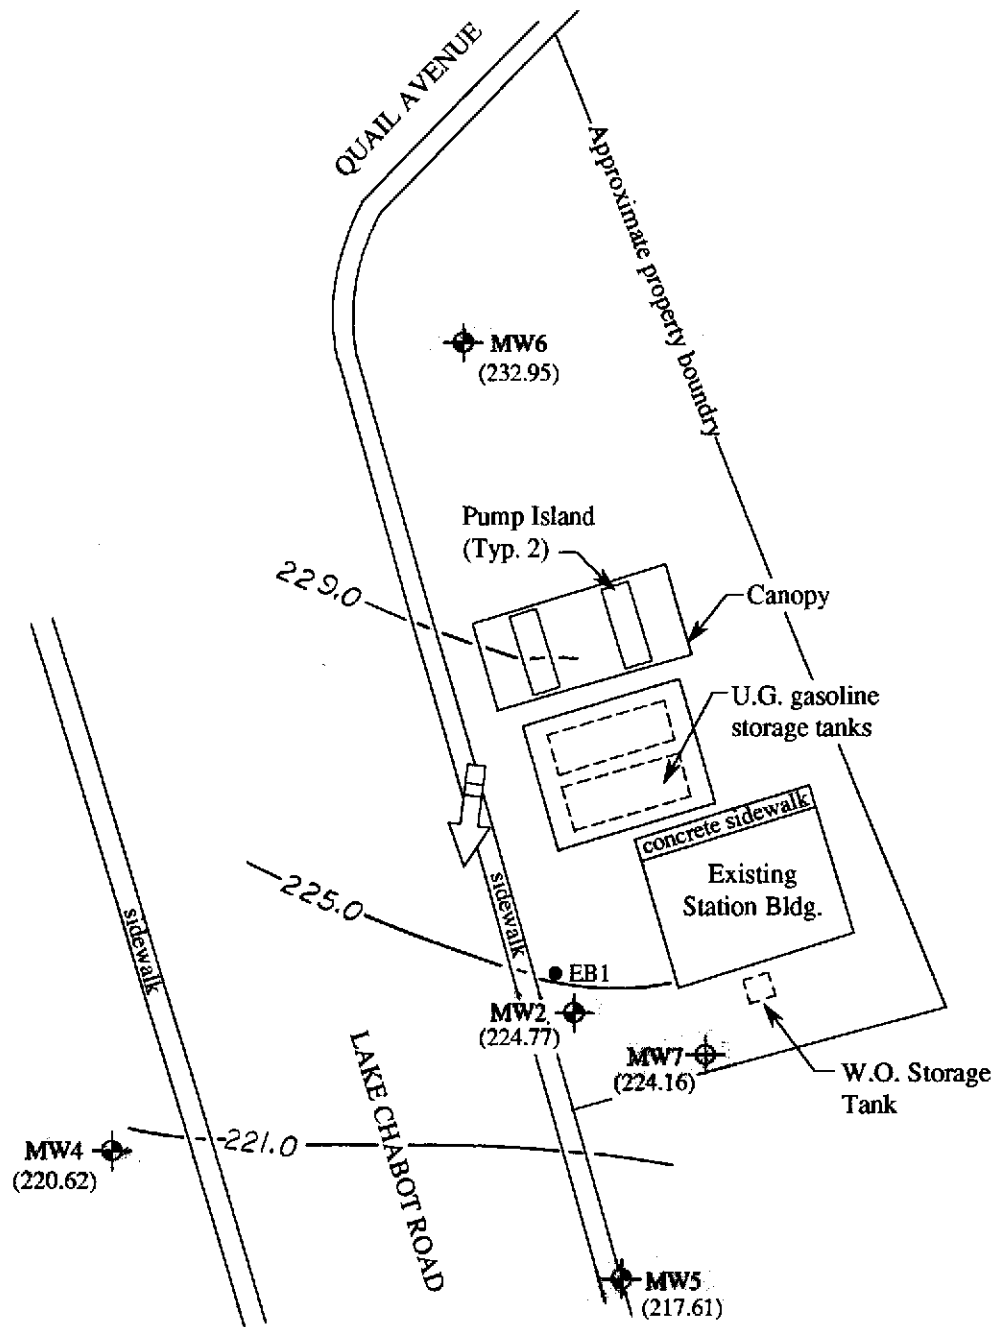 QUAIL AVENUE
Approximate property boundry
MW6
(232.95)
Pump Island
(Typ. 2)
229.0
Canopy
U.G. gasoline
storage tanks
concrete sidewalk
Existing
Station Bldg.
225.0
sidewalk
sidewalk
EB1
MW2
(224.77)
MW7
(224.16)
W.O. Storage
Tank
LAKE CHABOT ROAD
MW4
(220.62)
221.0
MW5
(217.61)